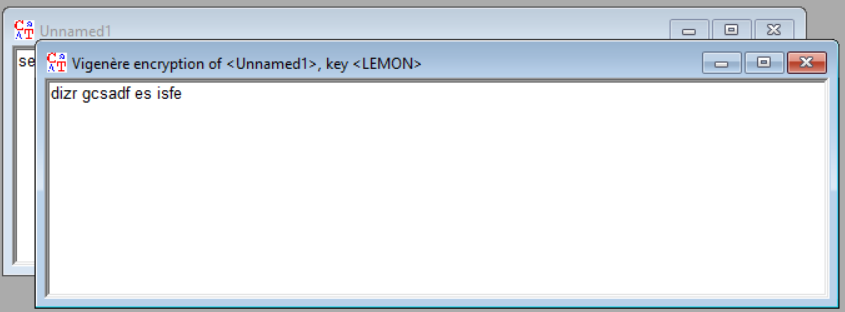 Unnamed1
se
Vigenère encryption of <Unnamed1>, key <LEMON>
dizr gcsadf es isfe